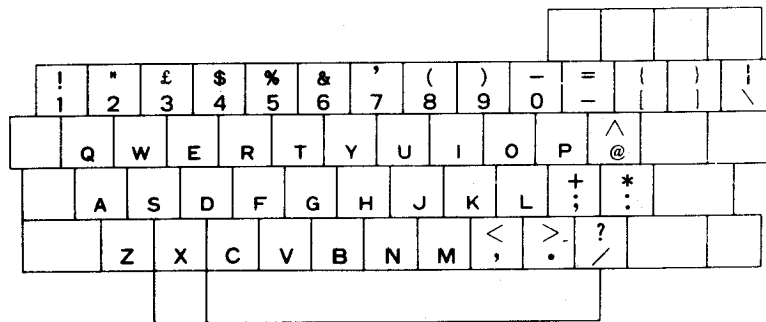 ! " £ $ % & ' ( ) _ = { } ¦
1 2 3 4 5 6 7 8 9 0 - [ ] \
^
Q W E R T Y U I O P @
+ *
A S D F G H J K L ; :
< > ?
Z X C V B N M , . /